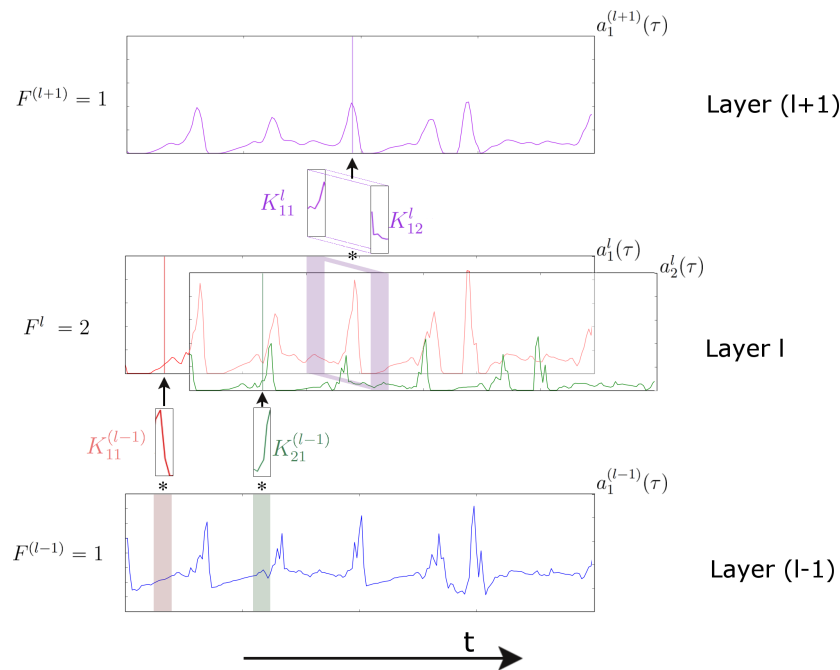 a_1^{(l+1)}(τ)
F^{(l+1)} = 1
Layer (l+1)
K_{11}^l
K_{12}^l
*
a_1^l(τ)
a_2^l(τ)
F^l = 2
Layer l
K_{11}^{(l-1)}
K_{21}^{(l-1)}
* *
a_1^{(l-1)}(τ)
F^{(l-1)} = 1
Layer (l-1)
t